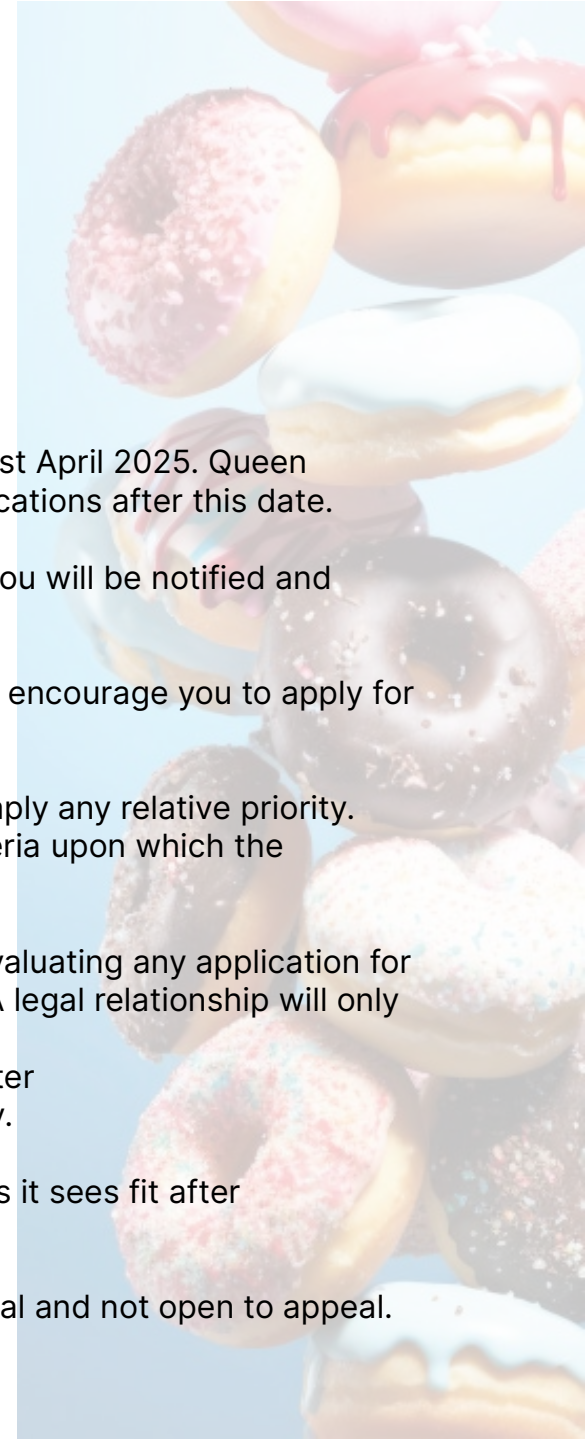 st April 2025. Queen
cations after this date.
ou will be notified and
encourage you to apply for
ply any relative priority.
eria upon which the
valuating any application for
A legal relationship will only
ter
y.
s it sees fit after
al and not open to appeal.